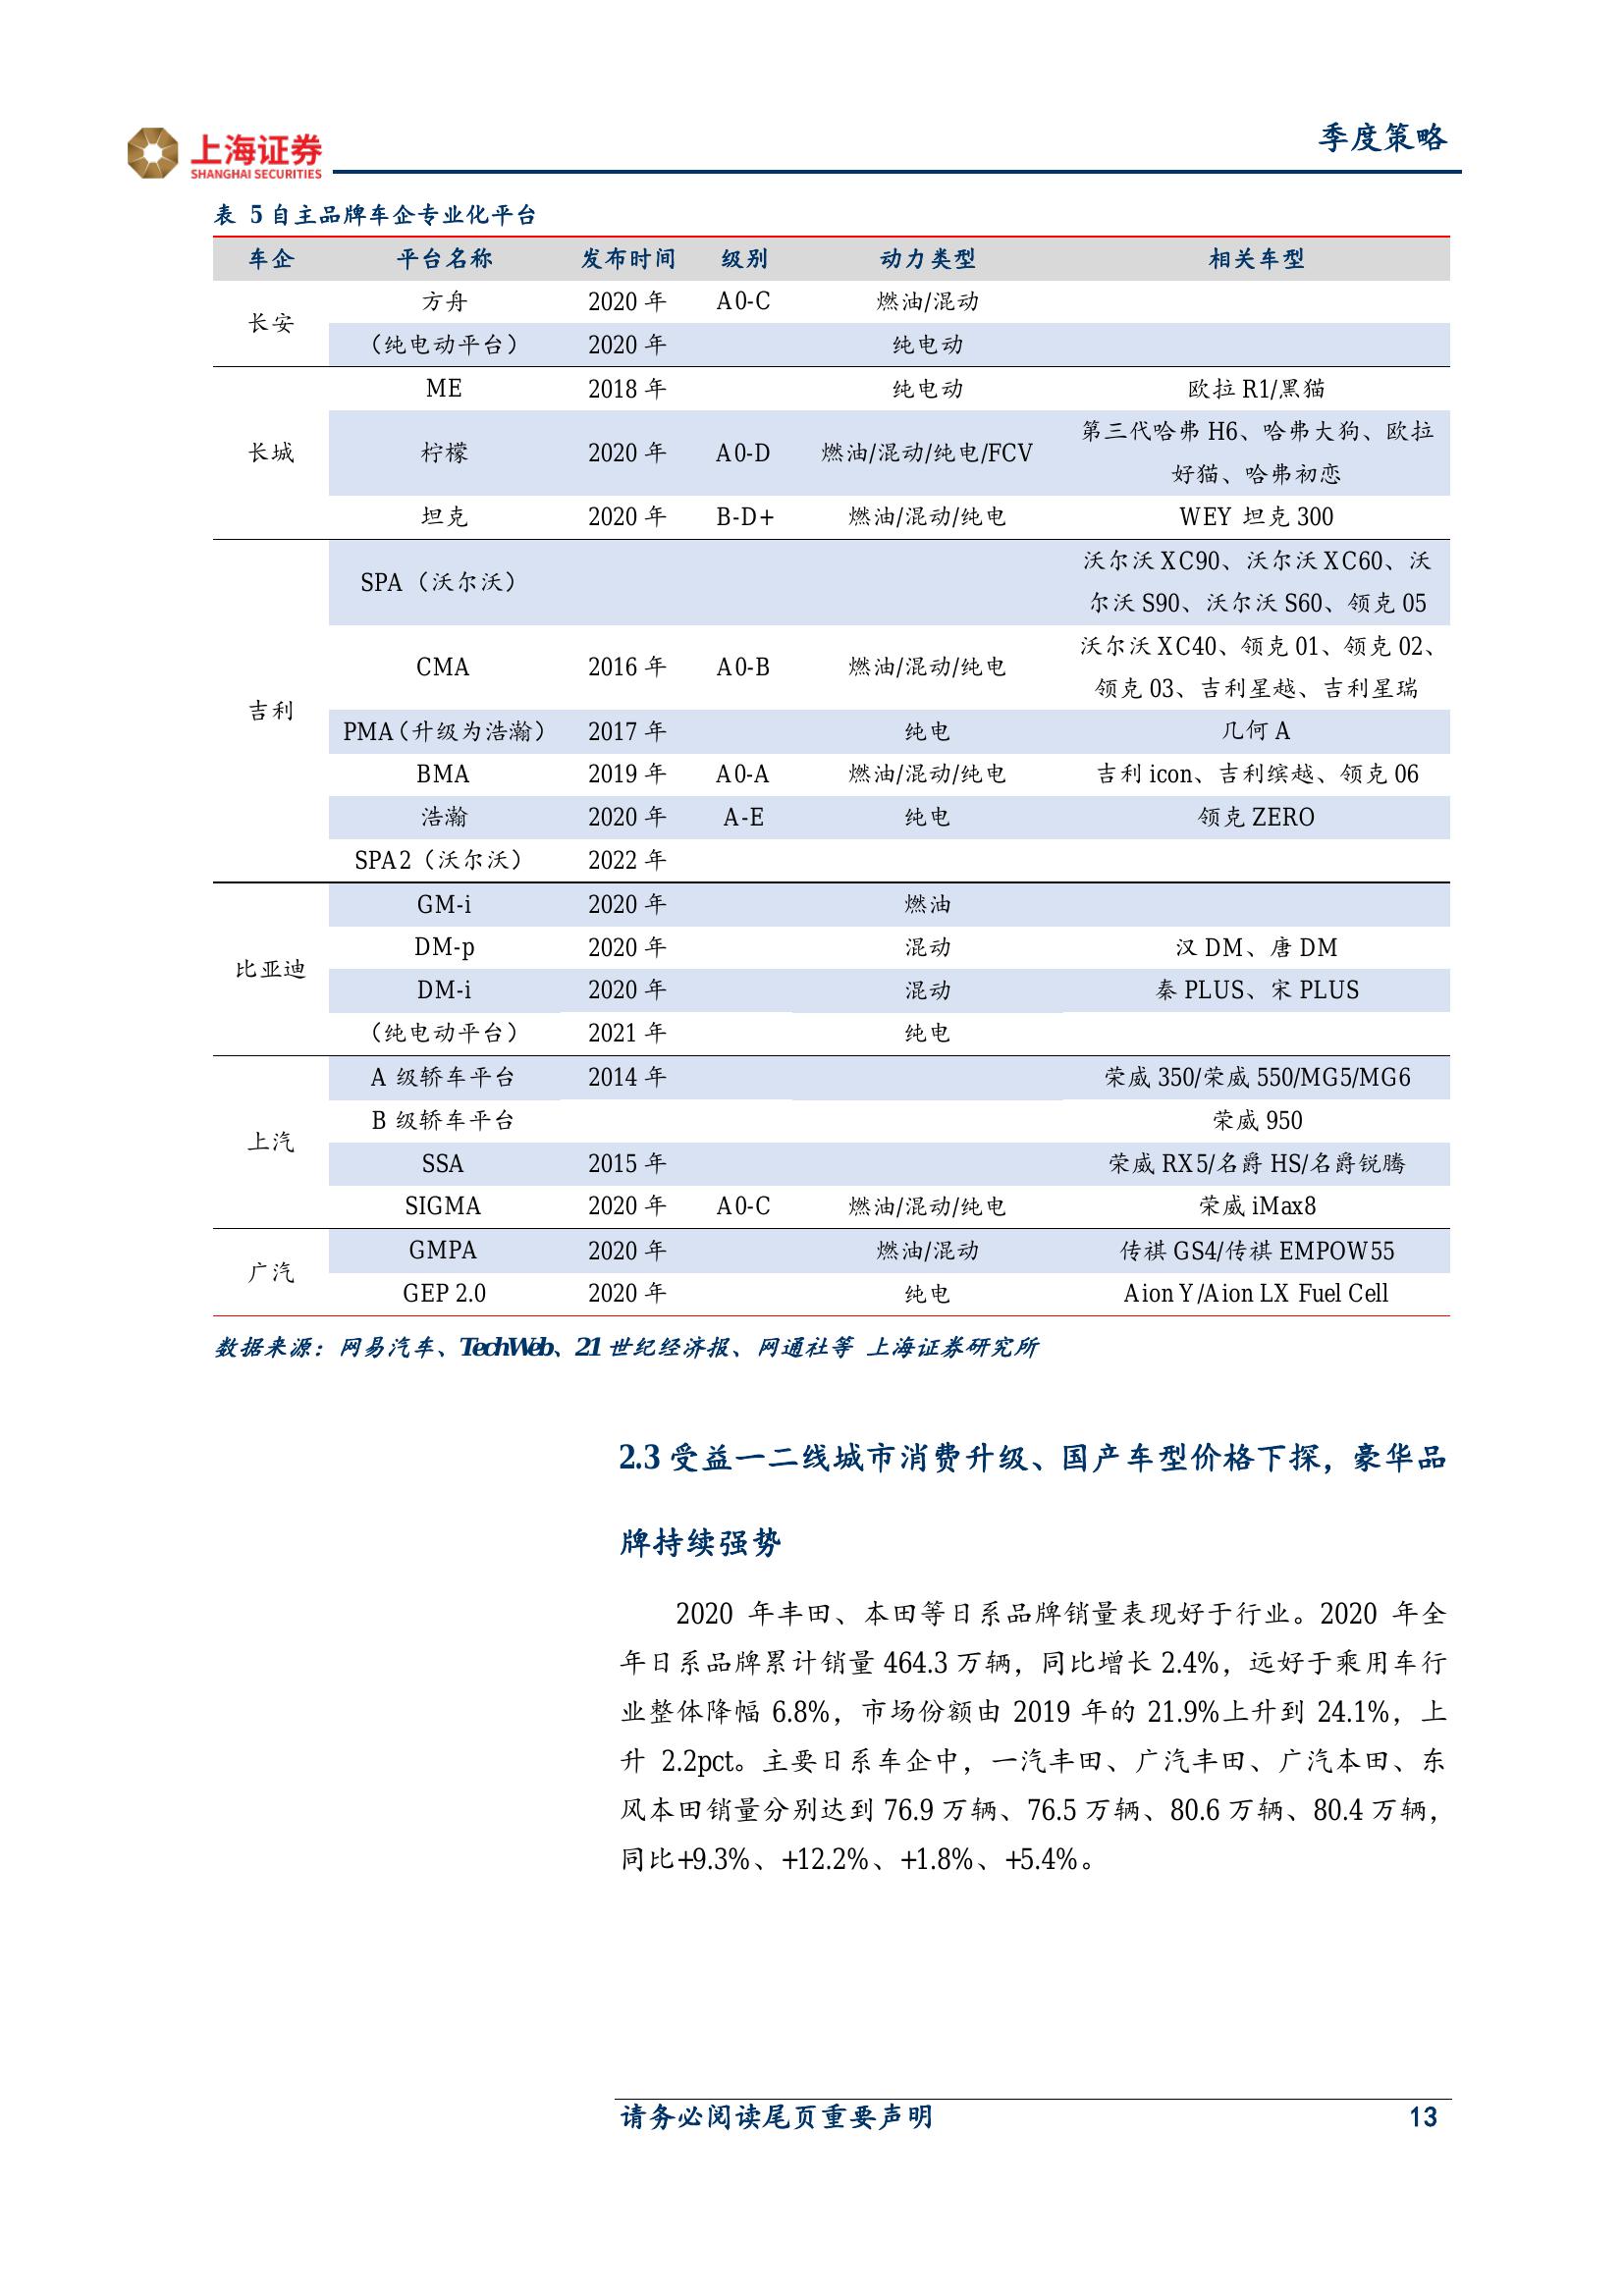 上海证券
SHANGHAI SECURITIES
季度策略
表 5 自主品牌车企专业化平台
车企 平台名称 发布时间 级别 动力类型 相关车型
长安
方舟 2020 年 A0-C 燃油/混动
（纯电动平台） 2020 年 纯电动
长城
ME 2018 年 纯电动 欧拉 R1/黑猫
柠檬 2020 年 A0-D 燃油/混动/纯电/FCV 第三代哈弗 H6、哈弗大狗、欧拉
好猫、哈弗初恋
坦克 2020 年 B-D+ 燃油/混动/纯电 WEY 坦克 300
吉利
SPA（沃尔沃） 沃尔沃 XC90、沃尔沃 XC60、沃
尔沃 S90、沃尔沃 S60、领克 05
CMA 2016 年 A0-B 燃油/混动/纯电 沃尔沃 XC40、领克 01、领克 02、
领克 03、吉利星越、吉利星瑞
PMA（升级为浩瀚） 2017 年 纯电 几何 A
BMA 2019 年 A0-A 燃油/混动/纯电 吉利 icon、吉利缤越、领克 06
浩瀚 2020 年 A-E 纯电 领克 ZERO
SPA2（沃尔沃） 2022 年
比亚迪
GM-i 2020 年 燃油
DM-p 2020 年 混动 汉 DM、唐 DM
DM-i 2020 年 混动 秦 PLUS、宋 PLUS
（纯电动平台） 2021 年 纯电
上汽
A 级轿车平台 2014 年 荣威 350/荣威 550/MG5/MG6
B 级轿车平台 荣威 950
SSA 2015 年 荣威 RX5/名爵 HS/名爵锐腾
SIGMA 2020 年 A0-C 燃油/混动/纯电 荣威 iMax8
广汽
GMPA 2020 年 燃油/混动 传祺 GS4/传祺 EMPOW55
GEP 2.0 2020 年 纯电 Aion Y/Aion LX Fuel Cell
数据来源：网易汽车、TechWeb、21 世纪经济报、网通社等 上海证券研究所
2.3 受益一二线城市消费升级、国产车型价格下探，豪华品
牌持续强势
2020 年丰田、本田等日系品牌销量表现好于行业。2020 年全
年日系品牌累计销量 464.3 万辆，同比增长 2.4%，远好于乘用车行
业整体降幅 6.8%，市场份额由 2019 年的 21.9%上升到 24.1%，上
升 2.2pct。主要日系车企中，一汽丰田、广汽丰田、广汽本田、东
风本田销量分别达到 76.9 万辆、76.5 万辆、80.6 万辆、80.4 万辆，
同比+9.3%、+12.2%、+1.8%、+5.4%。
请务必阅读尾页重要声明 13